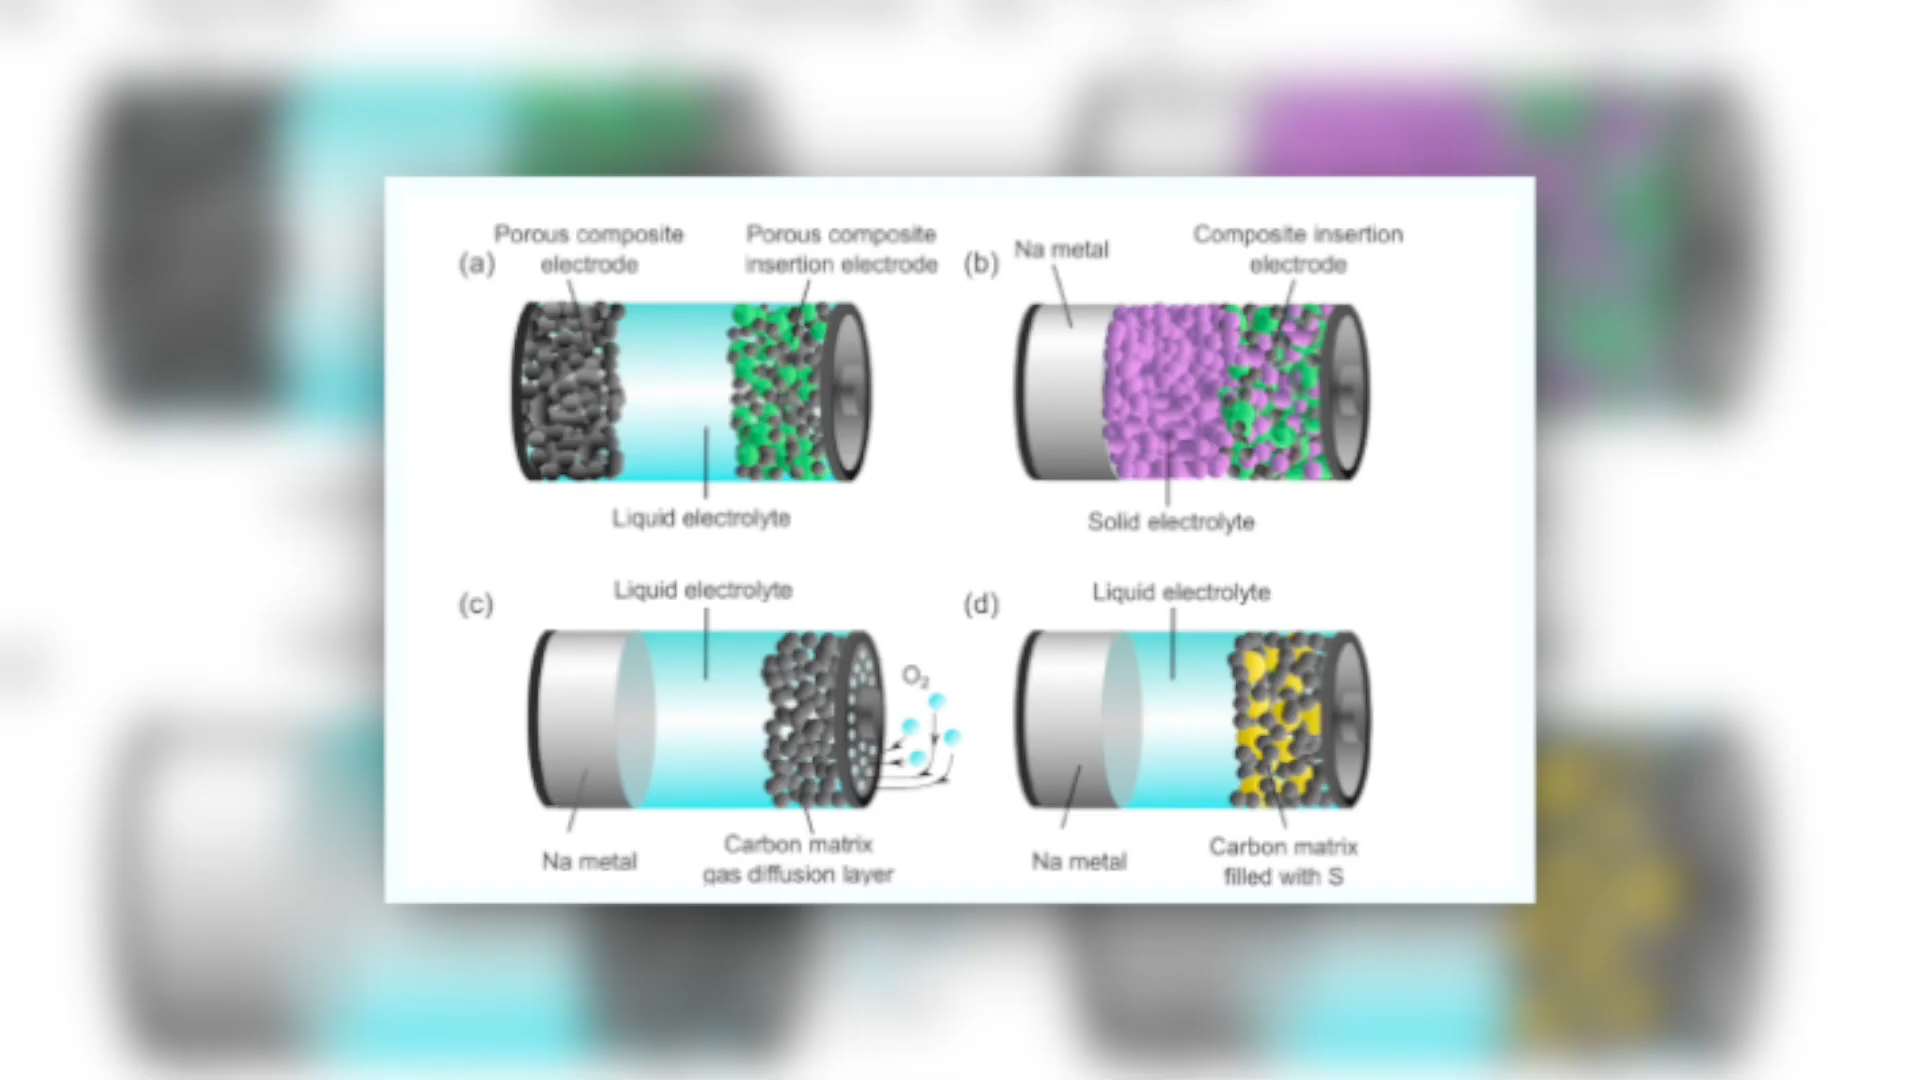 (a)
Porous composite
electrode
Porous composite
insertion electrode
Liquid electrolyte
(b)
Na metal
Composite insertion
electrode
Solid electrolyte
(c)
Liquid electrolyte
O₂
Na metal
Carbon matrix
gas diffusion layer
(d)
Liquid electrolyte
Na metal
Carbon matrix
filled with S